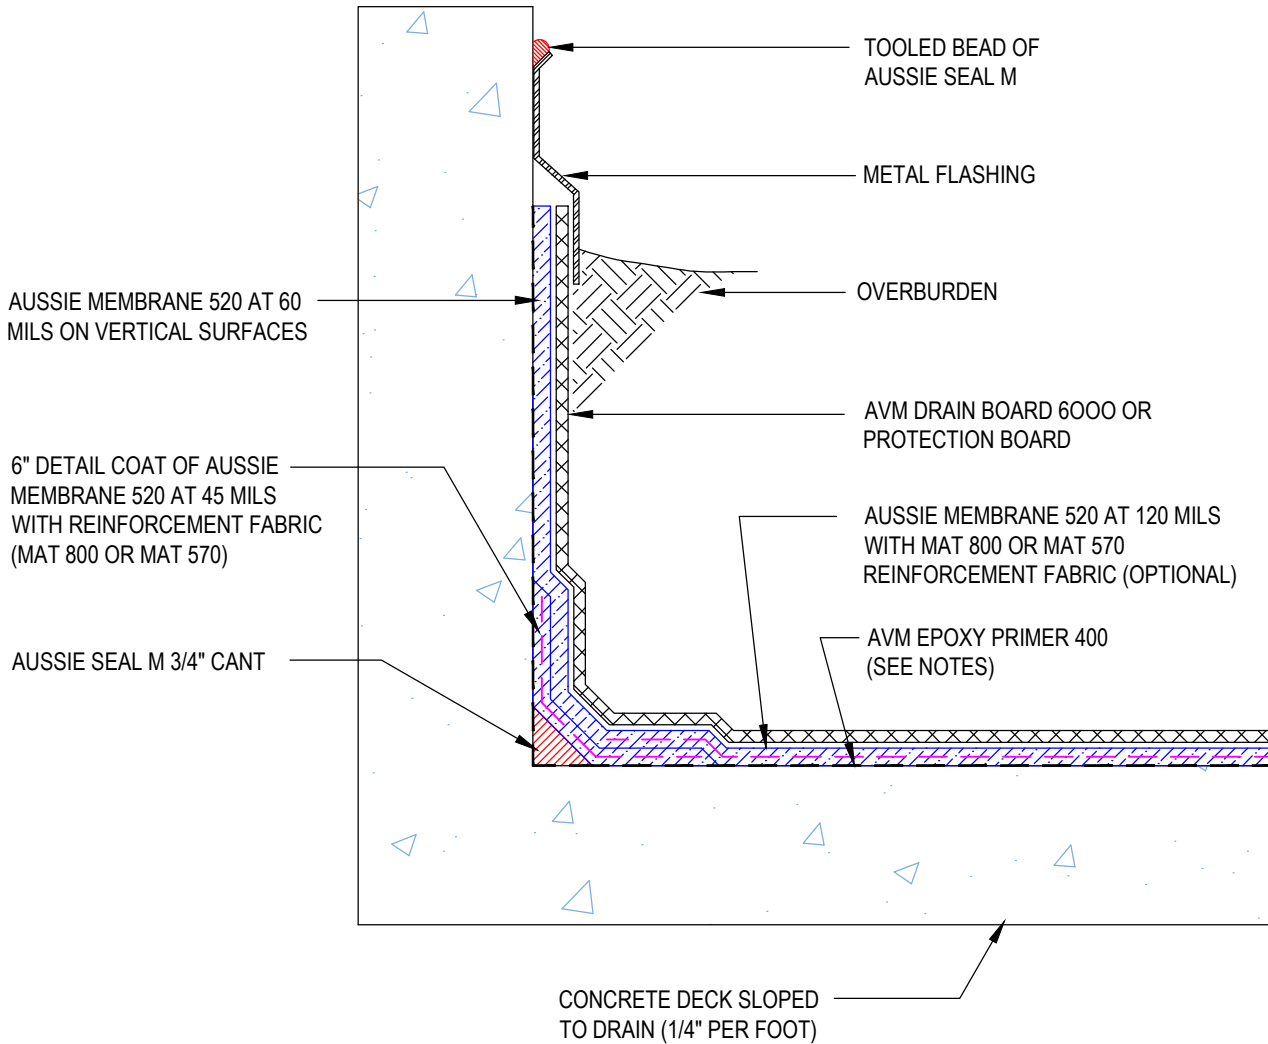 TOOLED BEAD OF
AUSSIE SEAL M
METAL FLASHING
OVERBURDEN
AUSSIE MEMBRANE 520 AT 60
MILS ON VERTICAL SURFACES
AVM DRAIN BOARD 6OOO OR
PROTECTION BOARD
6" DETAIL COAT OF AUSSIE
MEMBRANE 520 AT 45 MILS
WITH REINFORCEMENT FABRIC
(MAT 800 OR MAT 570)
AUSSIE MEMBRANE 520 AT 120 MILS
WITH MAT 800 OR MAT 570
REINFORCEMENT FABRIC (OPTIONAL)
AVM EPOXY PRIMER 400
(SEE NOTES)
AUSSIE SEAL M 3/4" CANT
CONCRETE DECK SLOPED
TO DRAIN (1/4" PER FOOT)